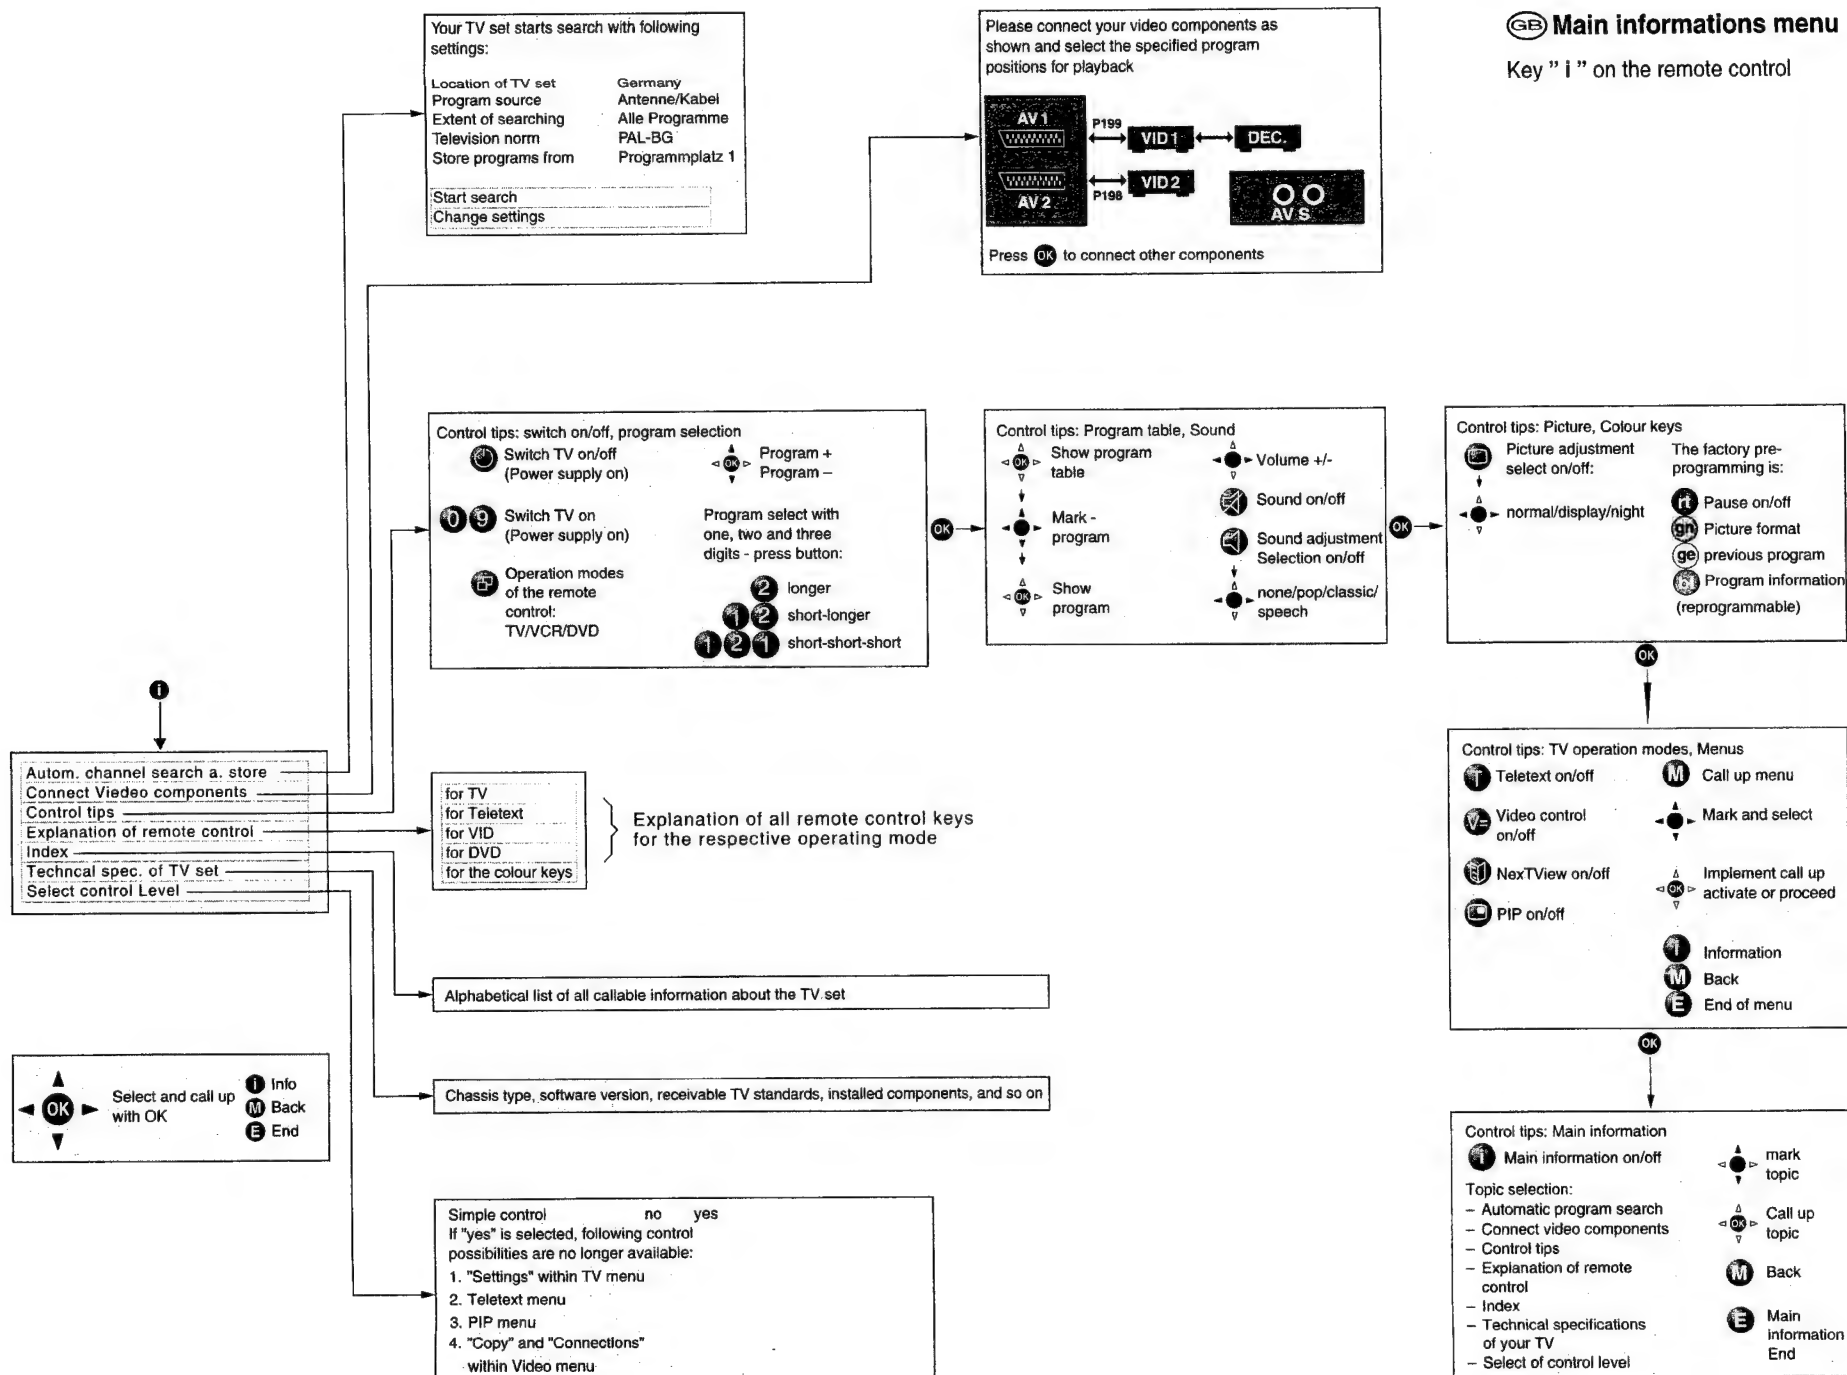 GB Main informations menu
Key " i " on the remote control
Your TV set starts search with following
settings:
Location of TV set Germany
Program source Antenne/Kabel
Extent of searching Alle Programme
Television norm PAL-BG
Store programs from Programmplatz 1
Start search
Change settings
Please connect your video components as
shown and select the specified program
positions for playback
AV1
P199
VID1
DEC.
AV2
P198
VID2
AV S
Press OK to connect other components
Control tips: switch on/off, program selection
Switch TV on/off
(Power supply on)
0 9 Switch TV on
(Power supply on)
Operation modes
of the remote
control:
TV/VCR/DVD
OK Program +
Program –
Program select with
one, two and three
digits - press button:
2 longer
1 2 short-longer
1 2 1 short-short-short
OK
Control tips: Program table, Sound
OK Show program
table
Mark -
program
OK Show
program
Volume +/-
Sound on/off
Sound adjustment
Selection on/off
none/pop/classic/
speech
OK
Control tips: Picture, Colour keys
Picture adjustment
select on/off:
normal/display/night
The factory pre-
programming is:
rt Pause on/off
gn Picture format
ge previous program
bl Program information
(reprogrammable)
OK
Control tips: TV operation modes, Menus
T Teletext on/off
V= Video control
on/off
NexTView on/off
PIP on/off
M Call up menu
Mark and select
OK Implement call up
activate or proceed
i Information
M Back
E End of menu
OK
Control tips: Main information
i Main information on/off
Topic selection:
– Automatic program search
– Connect video components
– Control tips
– Explanation of remote
control
– Index
– Technical specifications
of your TV
– Select of control level
mark
topic
OK Call up
topic
M Back
E Main
information
End
i
Autom. channel search a. store
Connect Viedeo components
Control tips
Explanation of remote control
Index
Techncal spec. of TV set
Select control Level
for TV
for Teletext
for VID
for DVD
for the colour keys
Explanation of all remote control keys
for the respective operating mode
Alphabetical list of all callable information about the TV set
Chassis type, software version, receivable TV standards, installed components, and so on
OK Select and call up
with OK
i Info
M Back
E End
Simple control no yes
If "yes" is selected, following control
possibilities are no longer available:
1. "Settings" within TV menu
2. Teletext menu
3. PIP menu
4. "Copy" and "Connections"
within Video menu